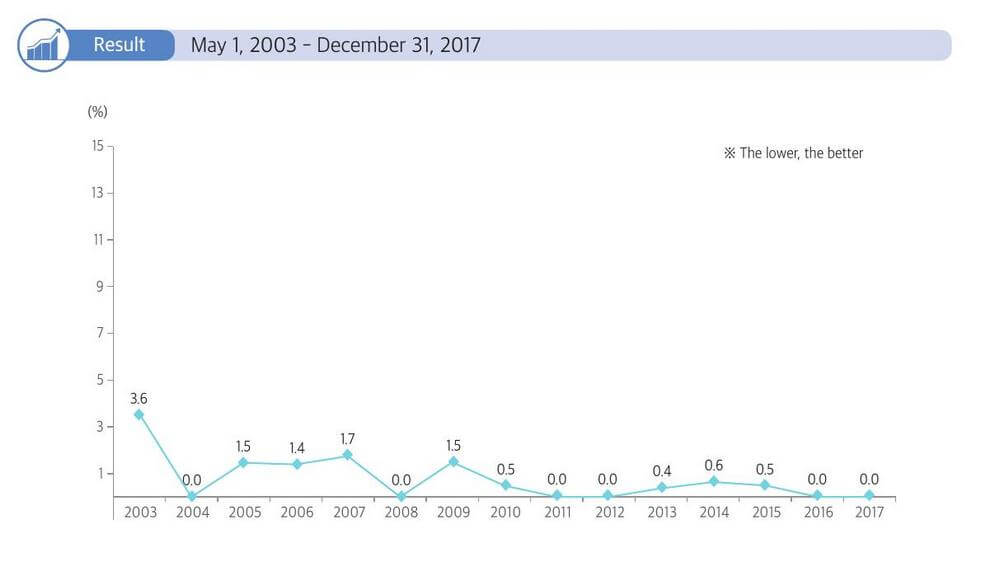 Result May 1, 2003 - December 31, 2017
(%)
15
※ The lower, the better
13
11
9
7
5
3.6
3
1.5 1.4 1.7 1.5
1
0.0 0.0 0.5 0.0 0.0 0.4 0.6 0.5 0.0 0.0
2003 2004 2005 2006 2007 2008 2009 2010 2011 2012 2013 2014 2015 2016 2017